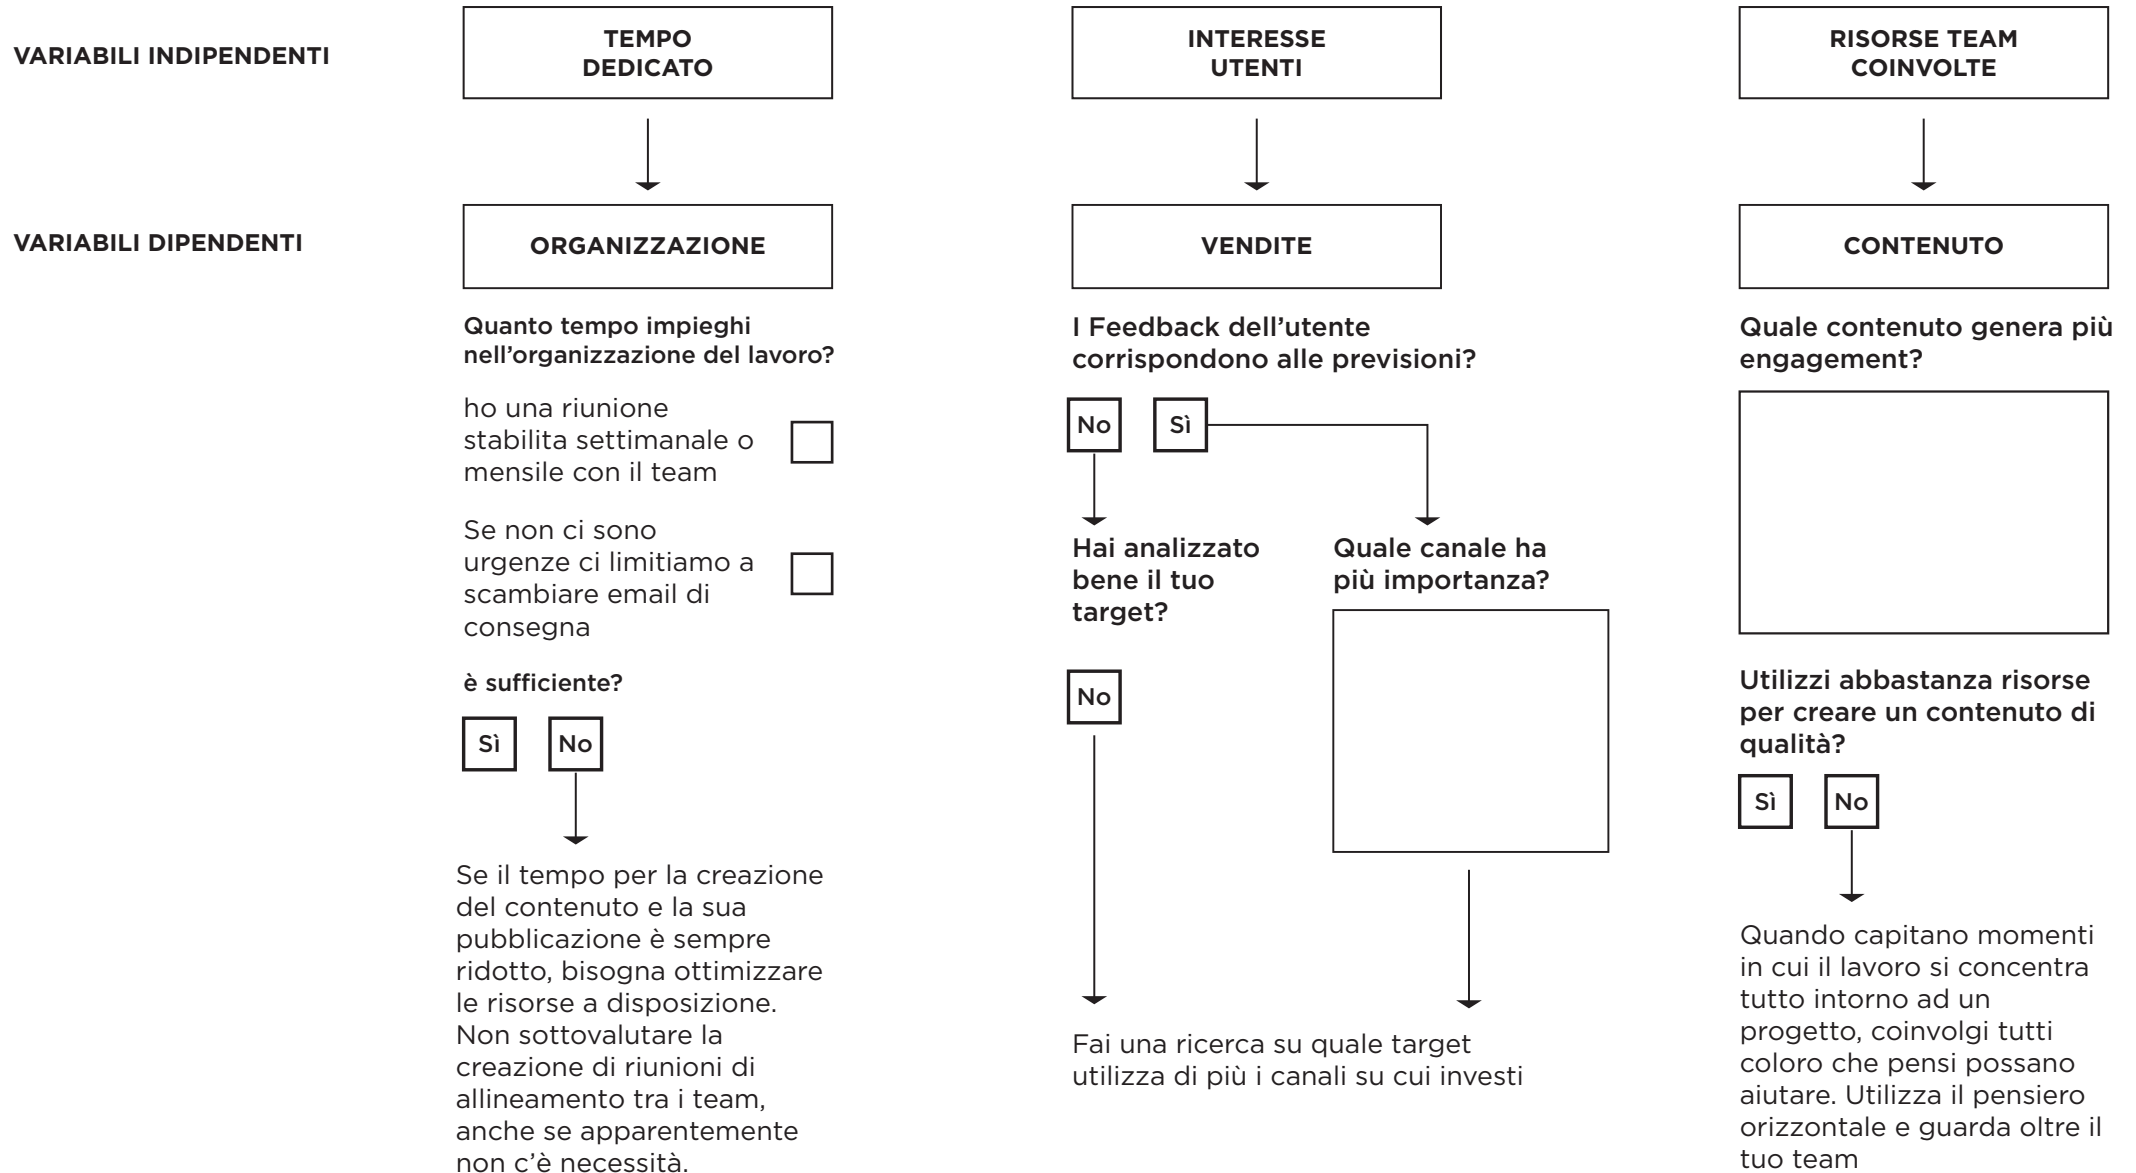 VARIABILI INDIPENDENTI
TEMPO
DEDICATO
INTERESSE
UTENTI
RISORSE TEAM
COINVOLTE
VARIABILI DIPENDENTI
ORGANIZZAZIONE
VENDITE
CONTENUTO
Quanto tempo impieghi
nell’organizzazione del lavoro?
ho una riunione
stabilita settimanale o
mensile con il team
Se non ci sono
urgenze ci limitiamo a
scambiare email di
consegna
è sufficiente?
Sì
No
Se il tempo per la creazione
del contenuto e la sua
pubblicazione è sempre
ridotto, bisogna ottimizzare
le risorse a disposizione.
Non sottovalutare la
creazione di riunioni di
allineamento tra i team,
anche se apparentemente
non c’è necessità.
I Feedback dell’utente
corrispondono alle previsioni?
No
Sì
Hai analizzato
bene il tuo
target?
No
Quale canale ha
più importanza?
Fai una ricerca su quale target
utilizza di più i canali su cui investi
Quale contenuto genera più
engagement?
Utilizzi abbastanza risorse
per creare un contenuto di
qualità?
Sì
No
Quando capitano momenti
in cui il lavoro si concentra
tutto intorno ad un
progetto, coinvolgi tutti
coloro che pensi possano
aiutare. Utilizza il pensiero
orizzontale e guarda oltre il
tuo team